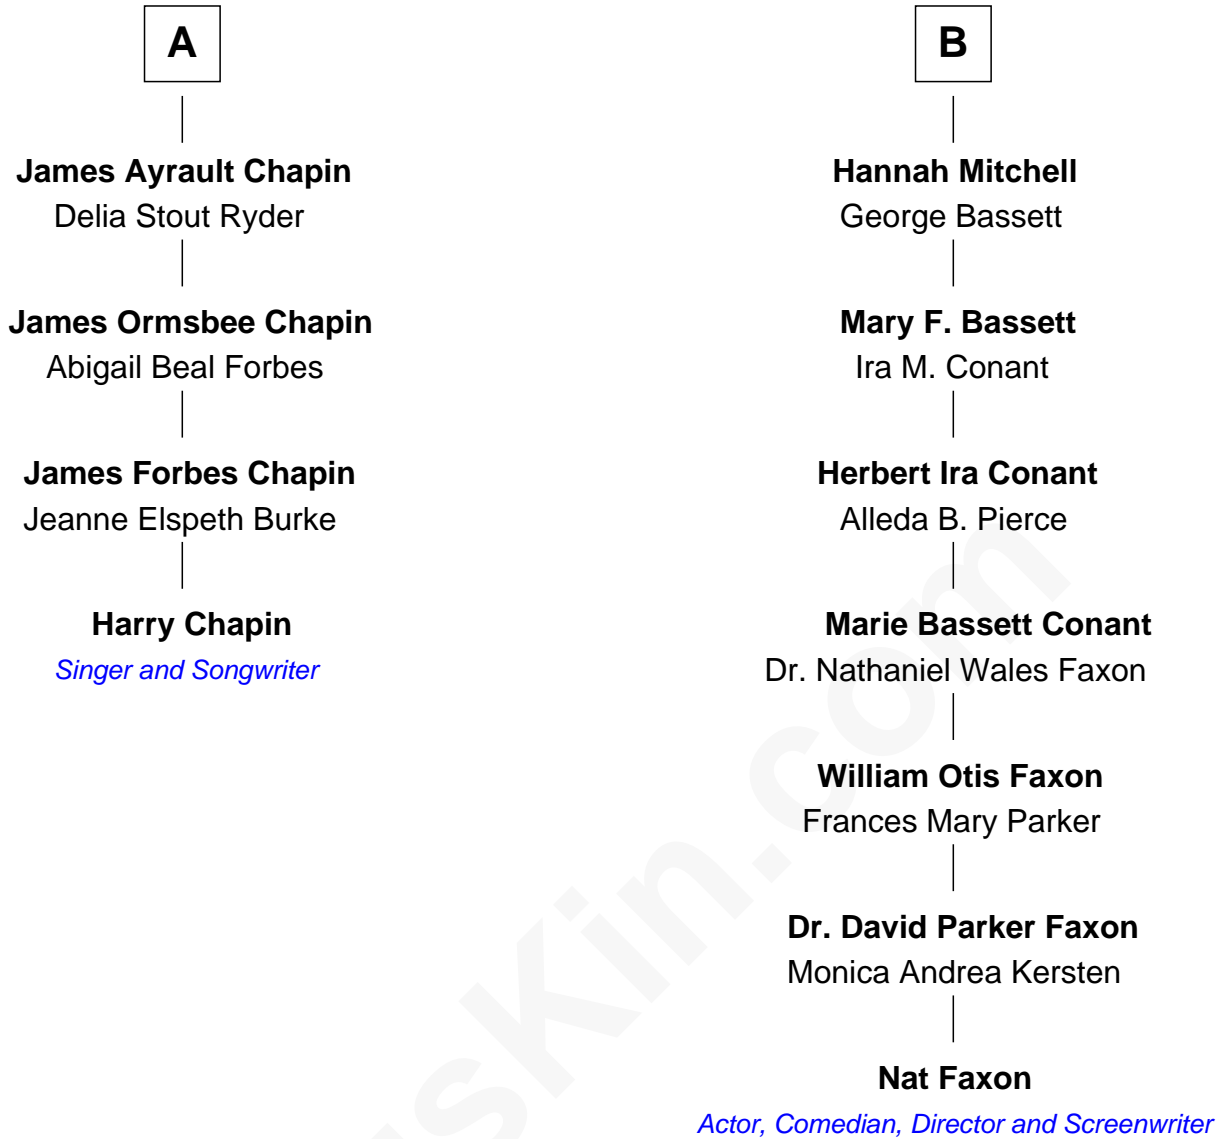 A
James Ayrault Chapin
Delia Stout Ryder
James Ormsbee Chapin
Abigail Beal Forbes
James Forbes Chapin
Jeanne Elspeth Burke
Harry Chapin
Singer and Songwriter
B
Hannah Mitchell
George Bassett
Mary F. Bassett
Ira M. Conant
Herbert Ira Conant
Alleda B. Pierce
Marie Bassett Conant
Dr. Nathaniel Wales Faxon
William Otis Faxon
Frances Mary Parker
Dr. David Parker Faxon
Monica Andrea Kersten
Nat Faxon
Actor, Comedian, Director and Screenwriter
sKin.com